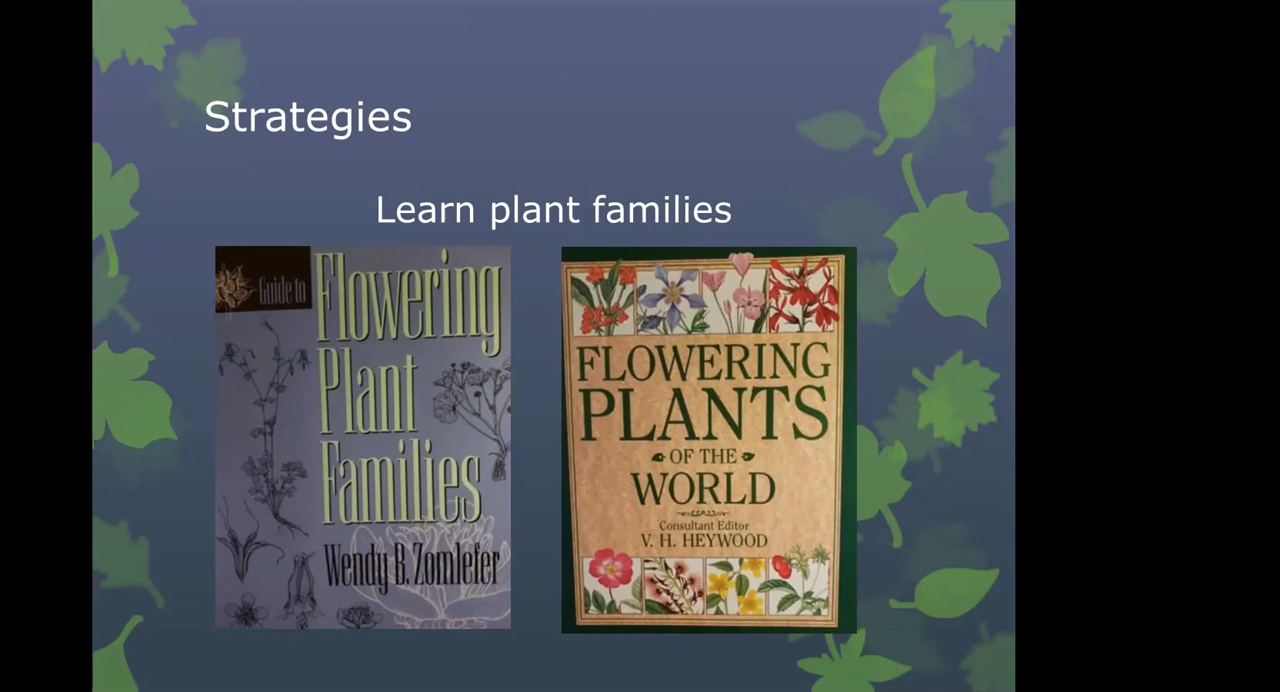 Strategies
Learn plant families
Guide to
Flowering
Plant
Families
Wendy B. Zomlefer
FLOWERING
PLANTS
OF THE
WORLD
Consultant Editor
V. H. HEYWOOD